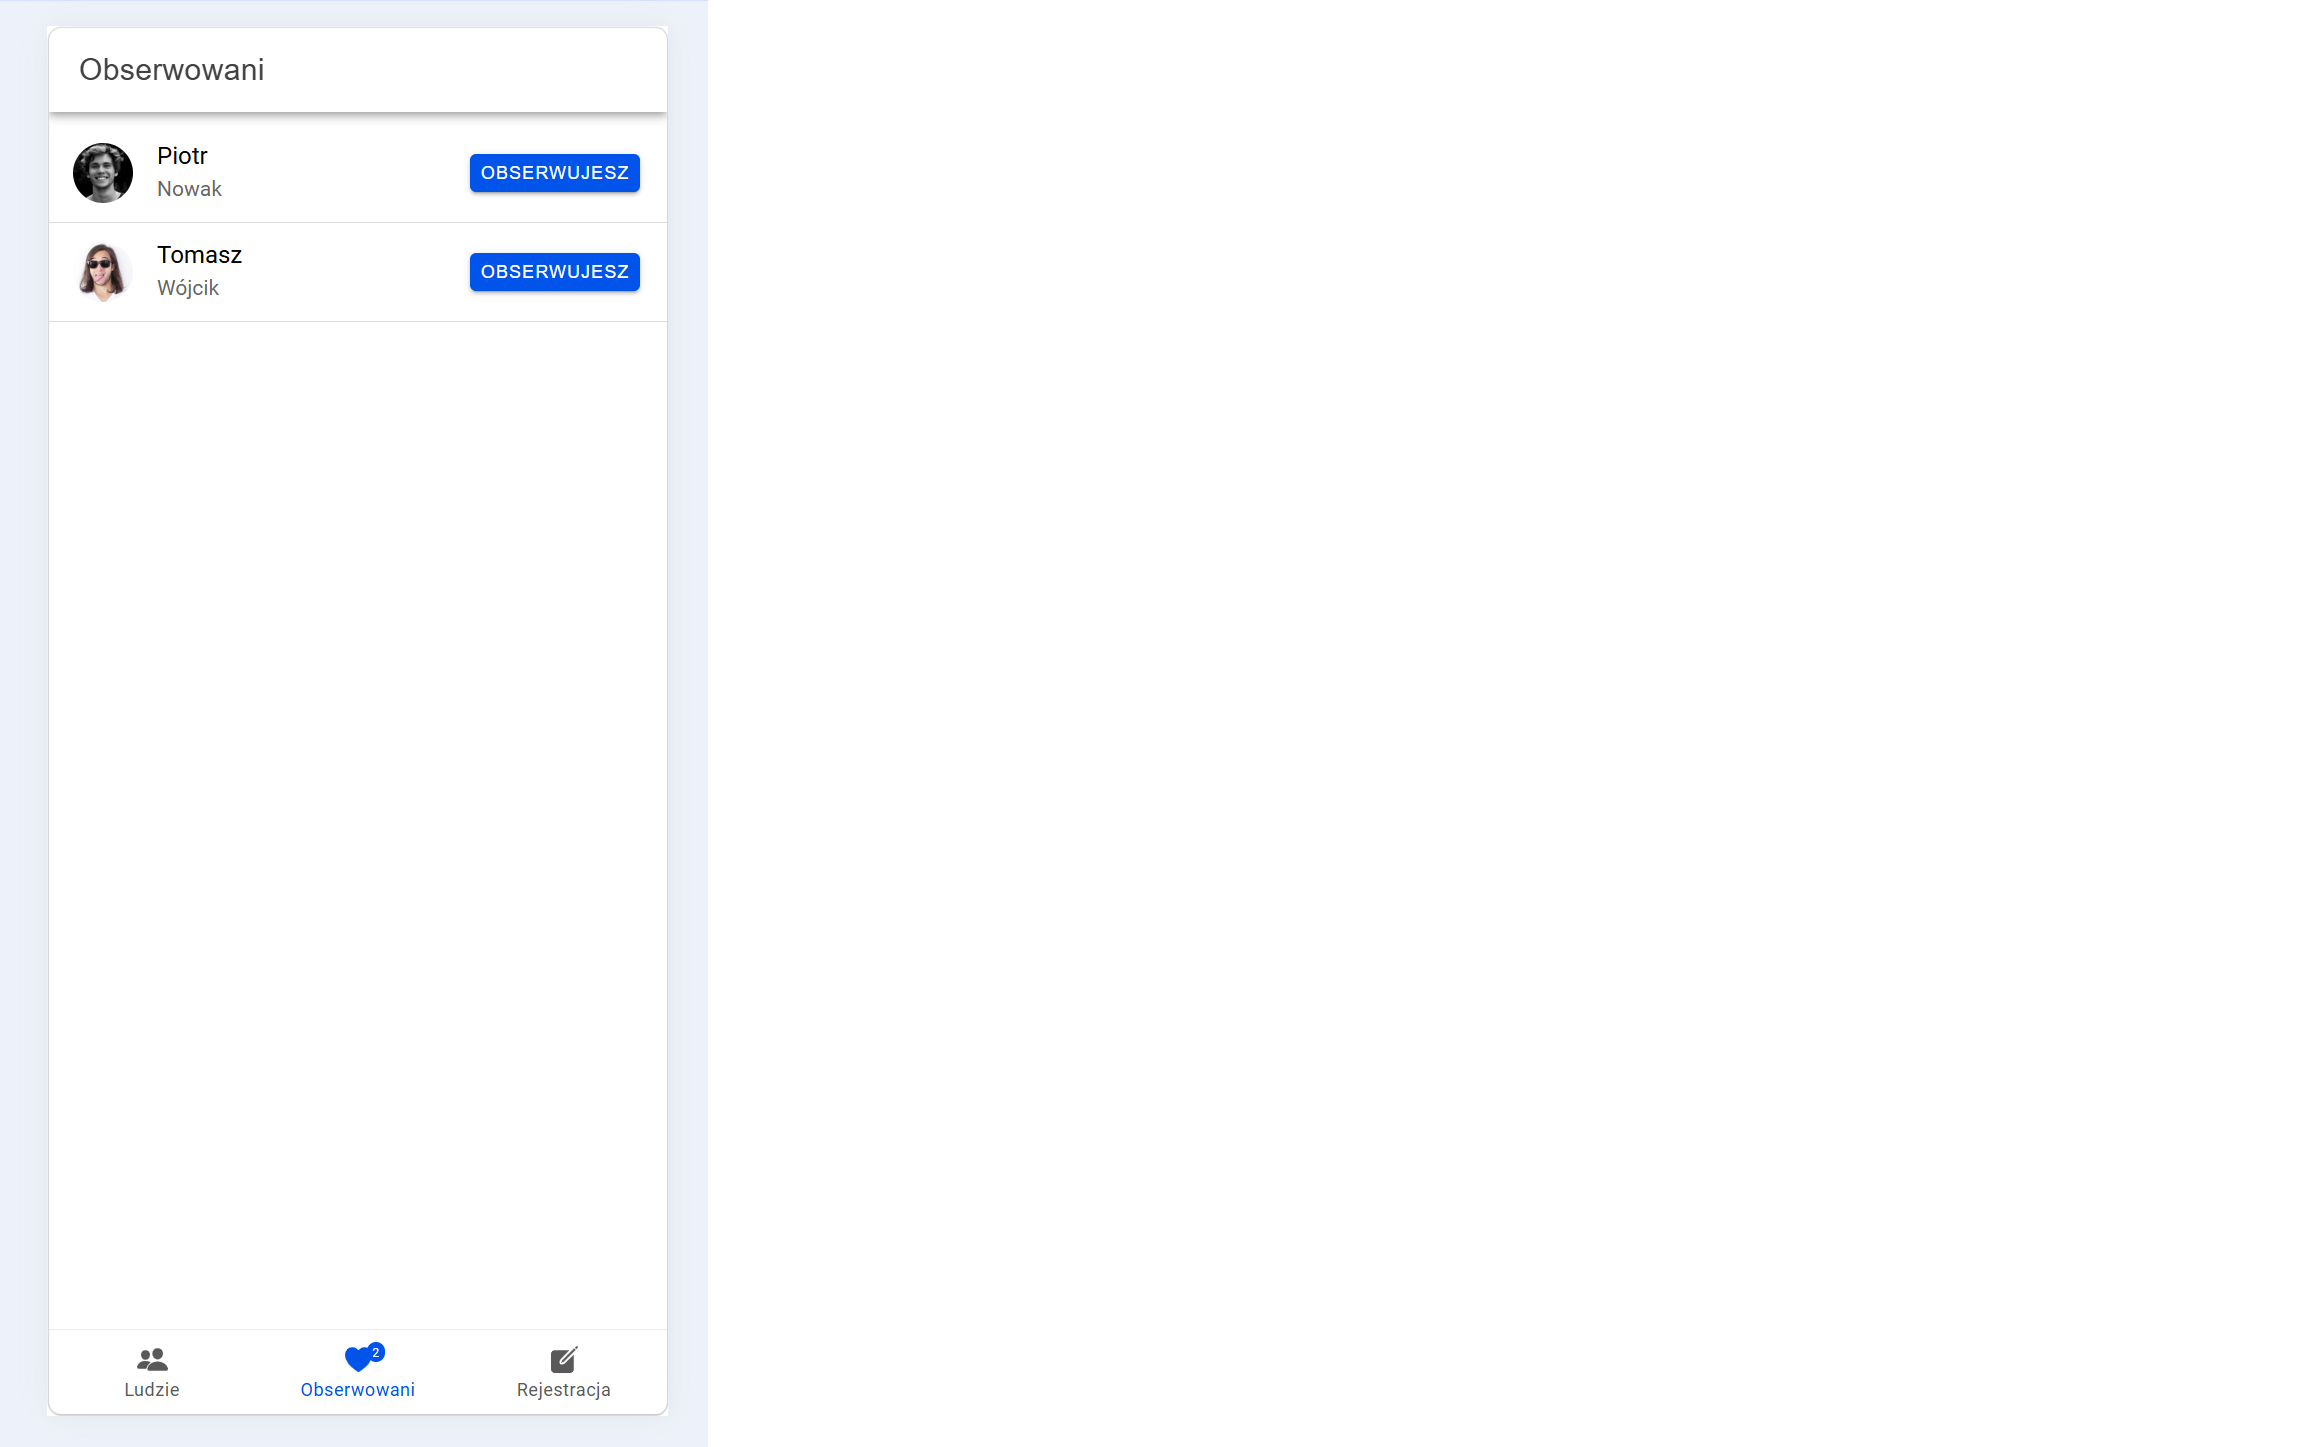 Obserwowani
Piotr
Nowak
OBSERWUJESZ
Tomasz
Wójcik
OBSERWUJESZ
2
Ludzie
Obserwowani
Rejestracja